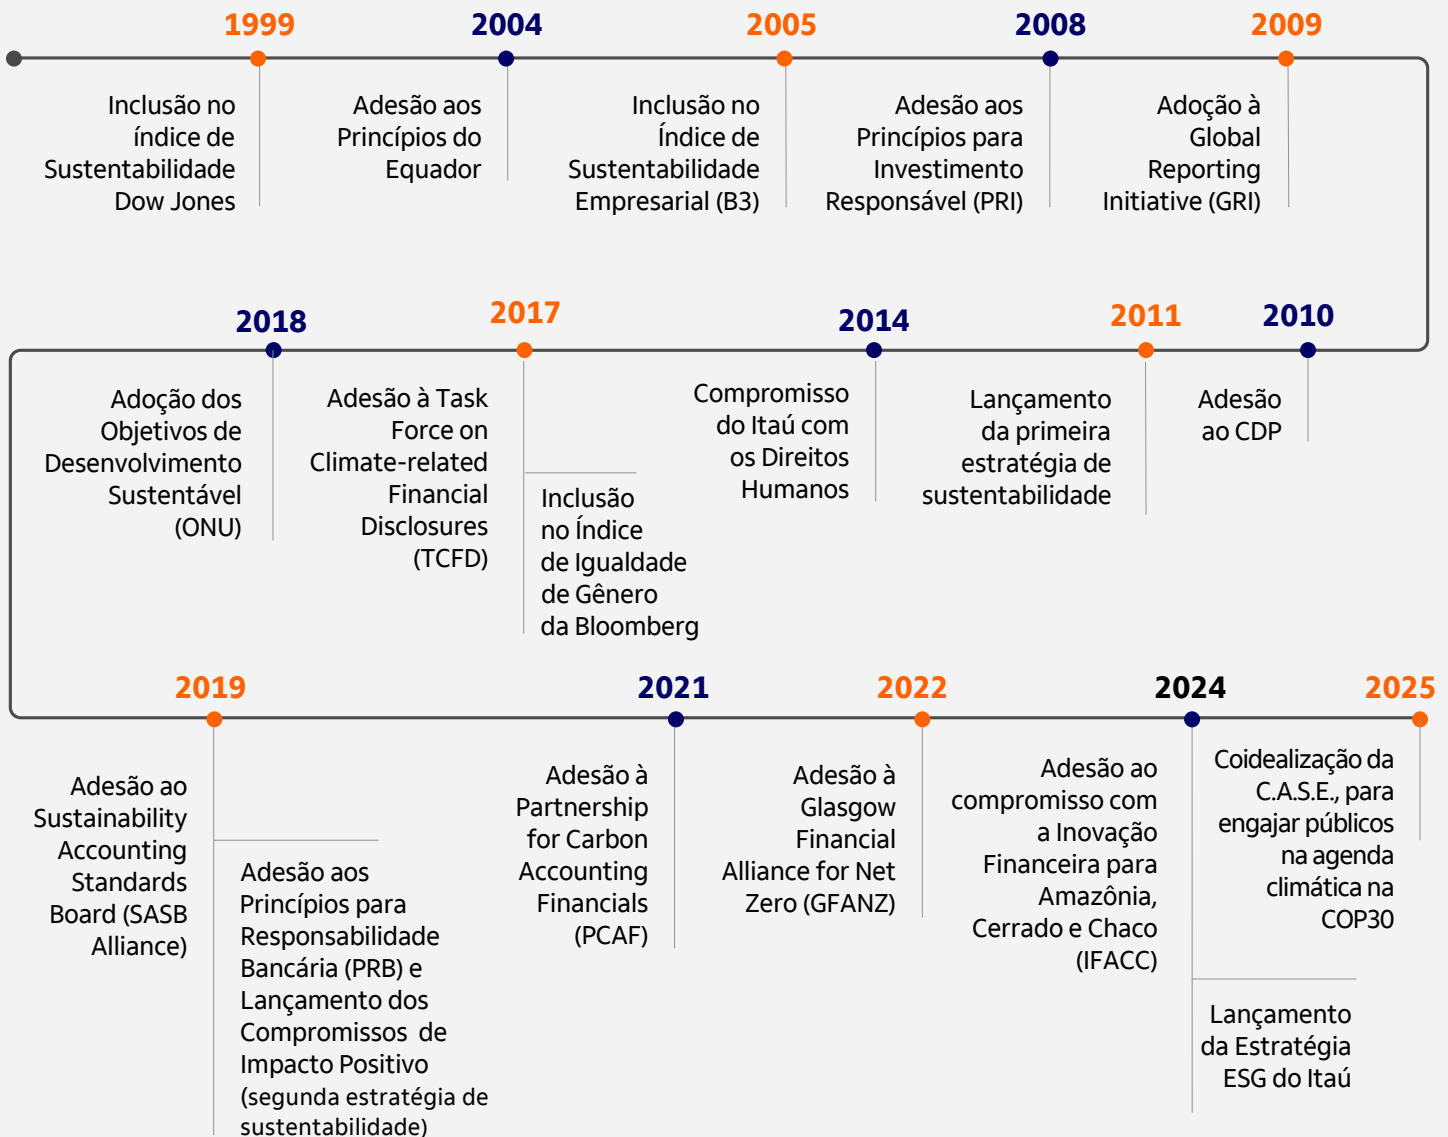 1999
Inclusão no
índice de
Sustentabilidade
Dow Jones
2004
Adesão aos
Princípios do
Equador
2005
Inclusão no
Índice de
Sustentabilidade
Empresarial (B3)
2008
Adesão aos
Princípios para
Investimento
Responsável (PRI)
2009
Adoção à
Global
Reporting
Initiative (GRI)
2010
Adesão
ao CDP
2011
Lançamento
da primeira
estratégia de
sustentabilidade
2014
Compromisso
do Itaú com
os Direitos
Humanos
2017
Adesão à Task
Force on
Climate-related
Financial
Disclosures
(TCFD)
Inclusão
no Índice
de Igualdade
de Gênero
da Bloomberg
2018
Adoção dos
Objetivos de
Desenvolvimento
Sustentável
(ONU)
2019
Adesão ao
Sustainability
Accounting
Standards
Board (SASB
Alliance)
Adesão aos
Princípios para
Responsabilidade
Bancária (PRB) e
Lançamento dos
Compromissos de
Impacto Positivo
(segunda estratégia de
sustentabilidade)
2021
Adesão à
Partnership
for Carbon
Accounting
Financials
(PCAF)
2022
Adesão à
Glasgow
Financial
Alliance for Net
Zero (GFANZ)
2024
Adesão ao
compromisso com
a Inovação
Financeira para
Amazônia,
Cerrado e Chaco
(IFACC)
Lançamento
da Estratégia
ESG do Itaú
2025
Coidealização da
C.A.S.E., para
engajar públicos
na agenda
climática na
COP30